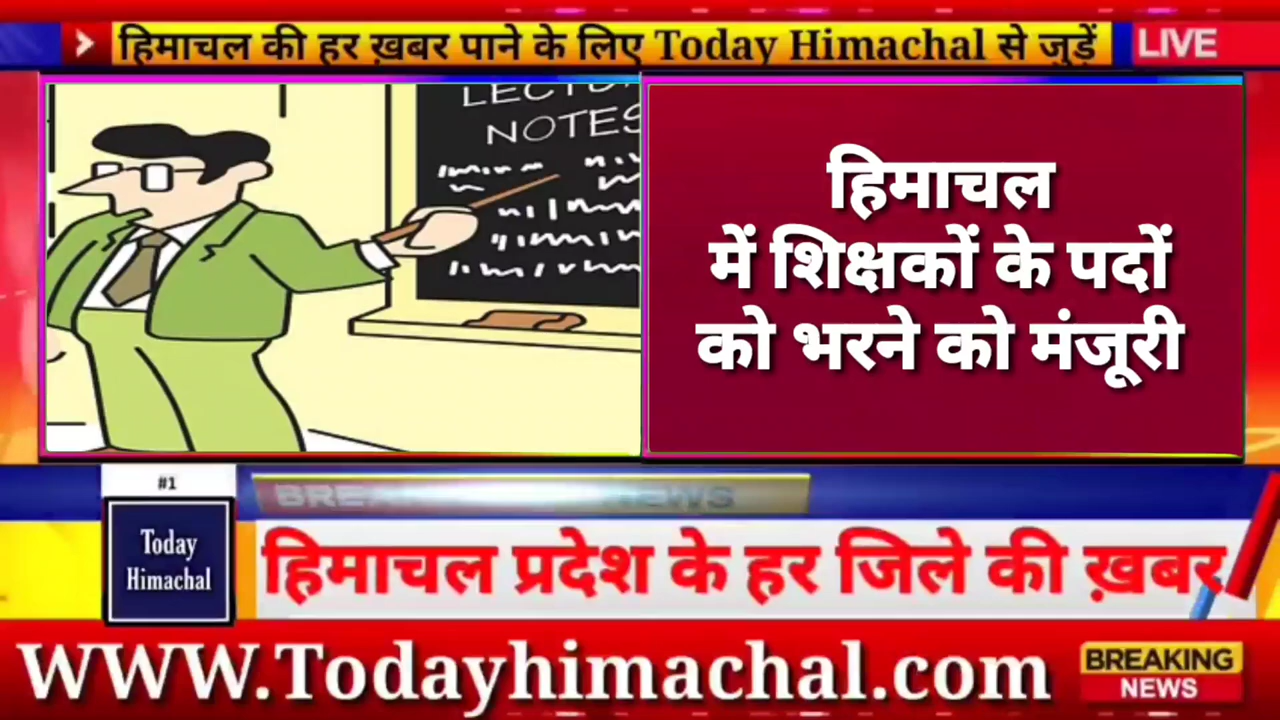 हिमाचल की हर ख़बर पाने के लिए Today Himachal से जुड़ें
LIVE
NOTES
हिमाचल
में शिक्षकों के पदों
को भरने को मंजूरी
#1
NEWS
Today
Himachal
हिमाचल प्रदेश के हर जिले की ख़बर
WWW.Todayhimachal.com
BREAKING
NEWS